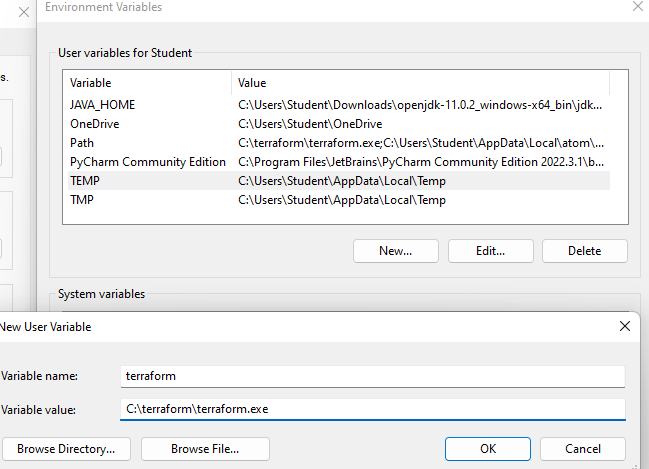 Environment Variables
s.
User variables for Student
Variable Value
JAVA_HOME C:\Users\Student\Downloads\openjdk-11.0.2_windows-x64_bin\jdk...
OneDrive C:\Users\Student\OneDrive
Path C:\terraform\terraform.exe;C:\Users\Student\AppData\Local\atom\...
PyCharm Community Edition C:\Program Files\JetBrains\PyCharm Community Edition 2022.3.1\b...
TEMP C:\Users\Student\AppData\Local\Temp
TMP C:\Users\Student\AppData\Local\Temp
New... Edit... Delete
System variables
New User Variable
Variable name: terraform
Variable value: C:\terraform\terraform.exe
Browse Directory... Browse File... OK Cancel